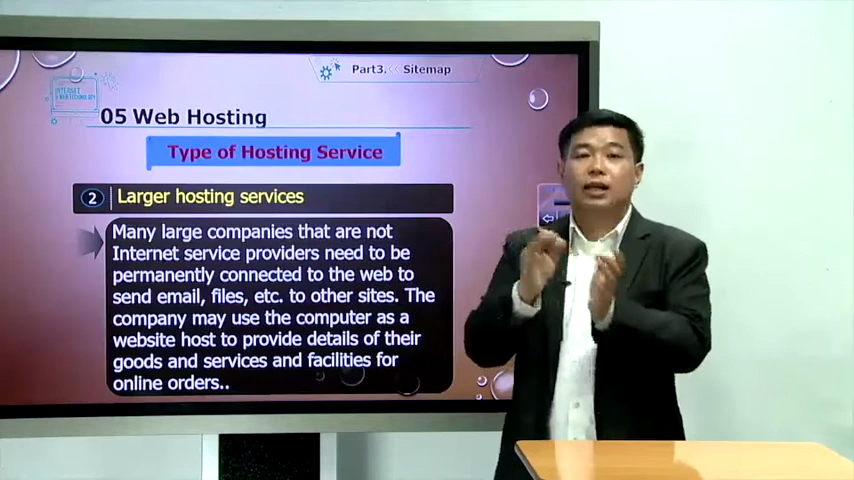 Part3. Sitemap
INTERNET
& WEB TECHNOLOGY
05 Web Hosting
Type of Hosting Service
2 Larger hosting services
Many large companies that are not
Internet service providers need to be
permanently connected to the web to
send email, files, etc. to other sites. The
company may use the computer as a
website host to provide details of their
goods and services and facilities for
online orders..